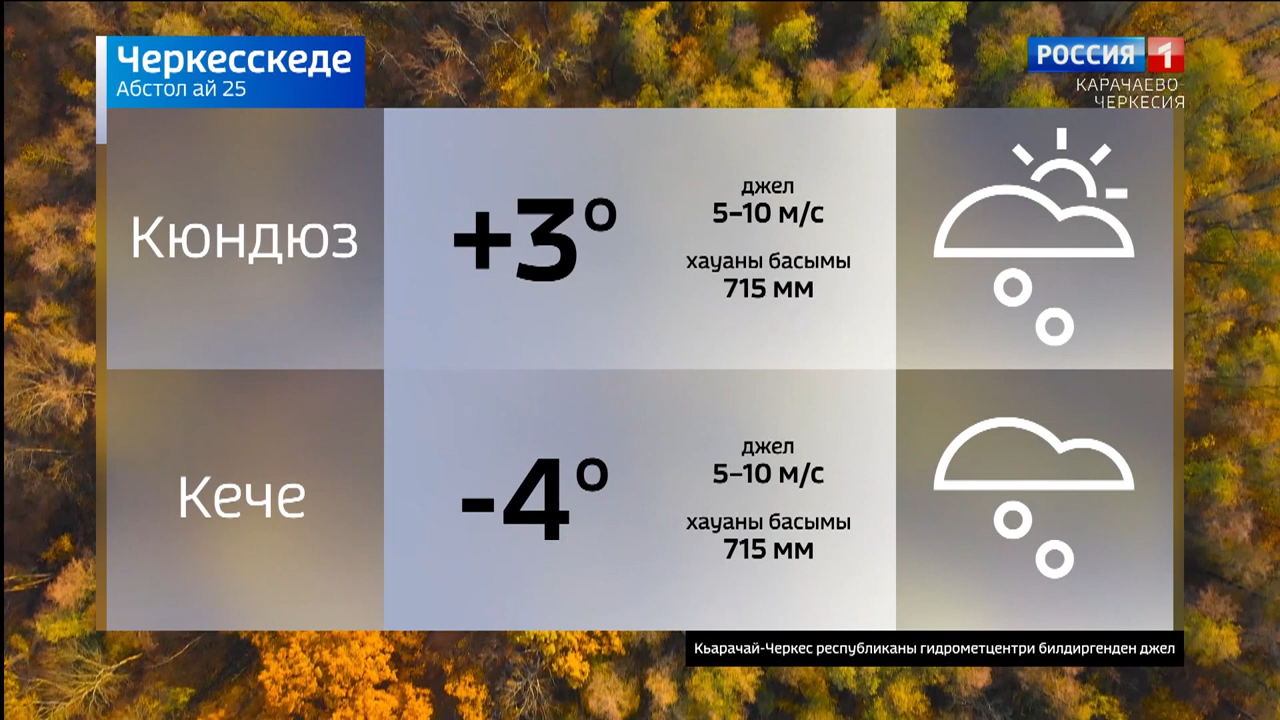 Черкесскеде
Абстол ай 25
РОССИЯ 1
КАРАЧАЕВО-
ЧЕРКЕСИЯ
Кюндюз
+3°
джел
5–10 м/с
хауаны басымы
715 мм
Кече
-4°
джел
5–10 м/с
хауаны басымы
715 мм
Кьарачай-Черкес республиканы гидрометцентри билдиргенден джел